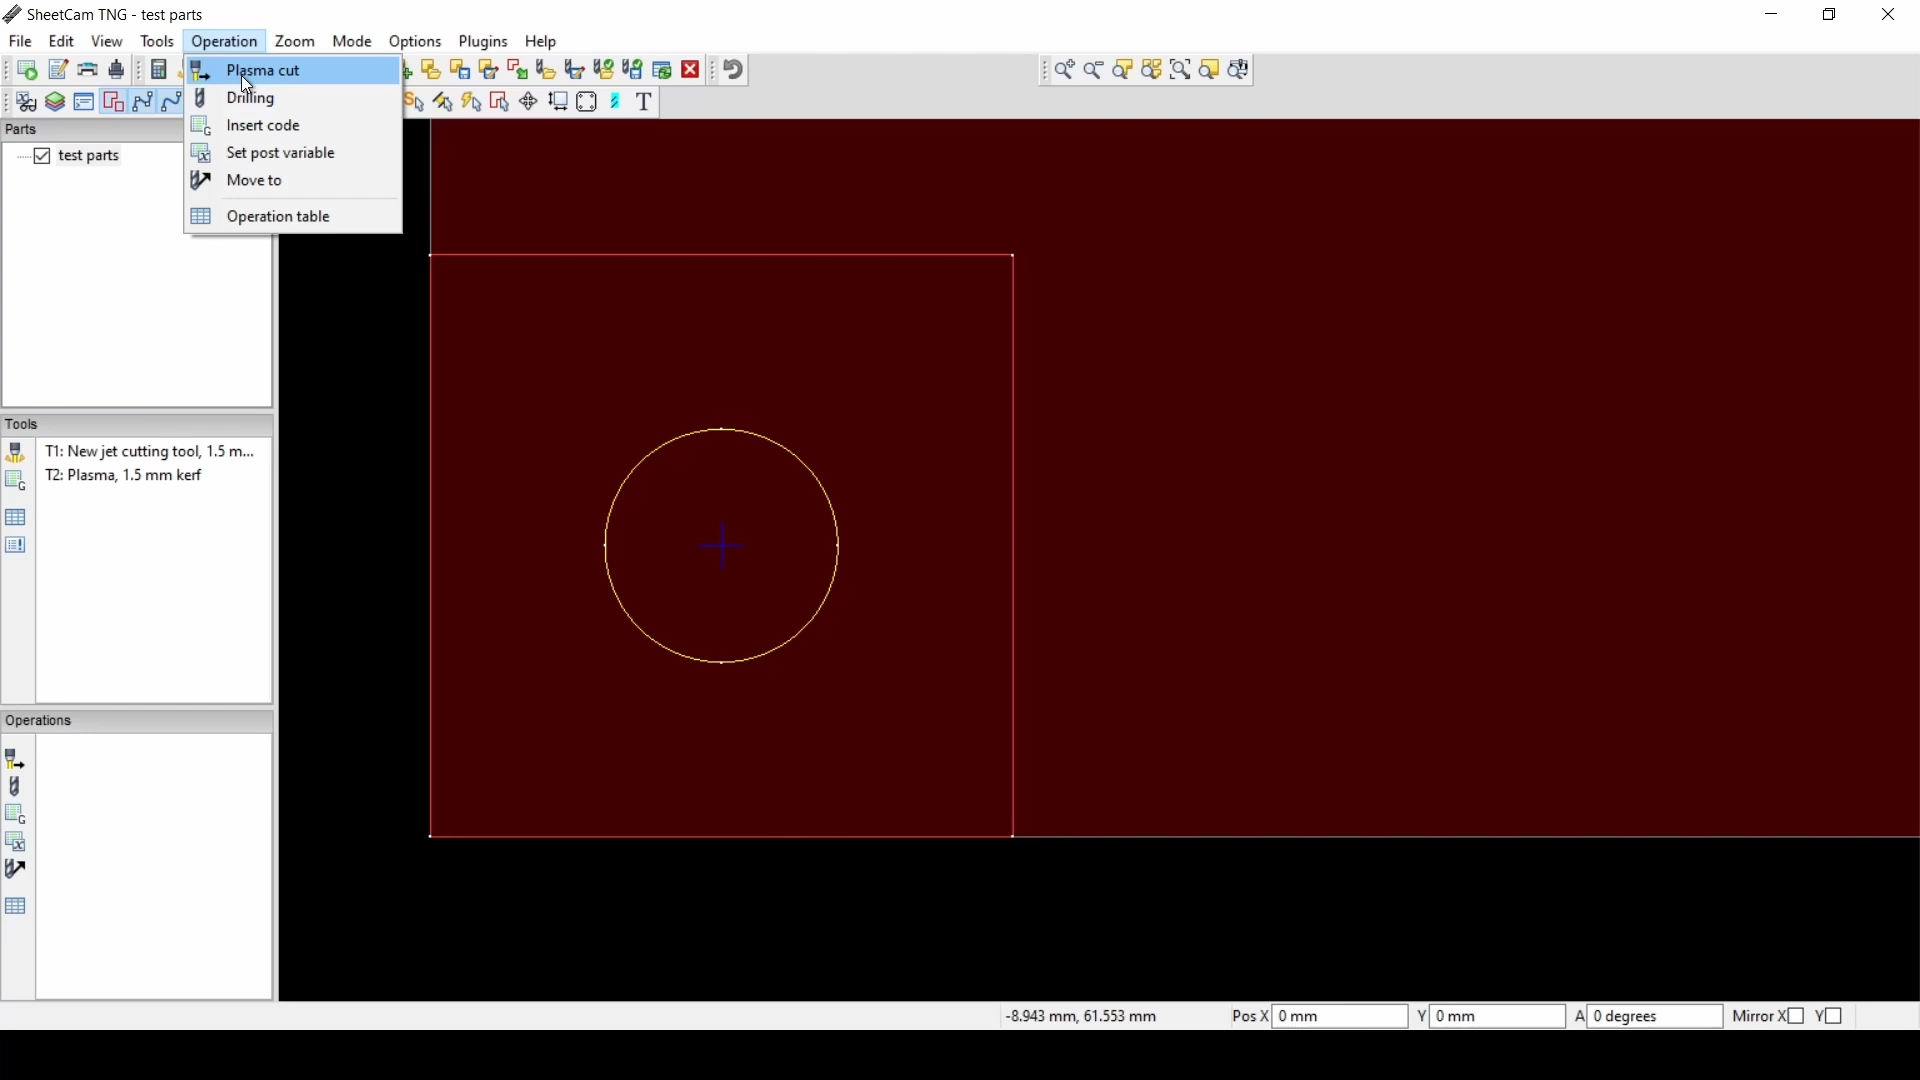 SheetCam TNG - test parts
File Edit View Tools Operation Zoom Mode Options Plugins Help
Plasma cut
Drilling
Insert code
Set post variable
Move to
Operation table
Parts
test parts
Tools
T1: New jet cutting tool, 1.5 m...
T2: Plasma, 1.5 mm kerf
Operations
-8.943 mm, 61.553 mm Pos X 0 mm Y 0 mm A 0 degrees Mirror X Y